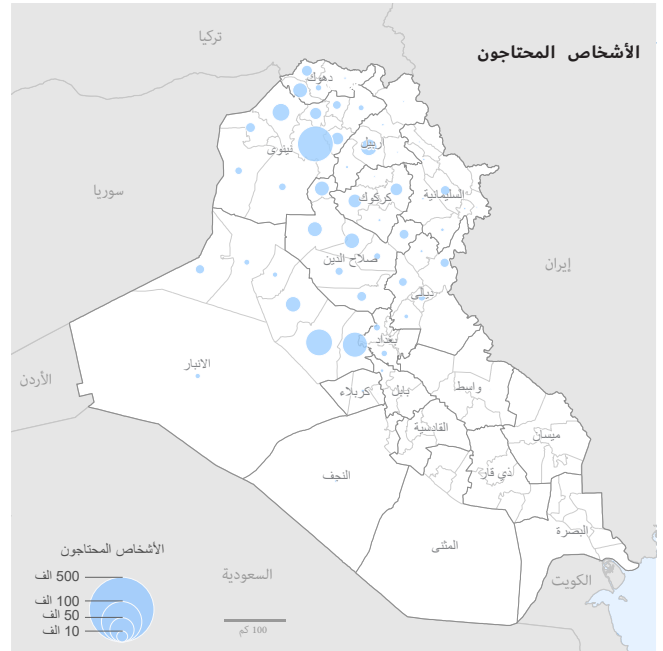 الأشخاص المحتاجون
تركيا
دهوك
نينوى
اربيل
سوريا
كركوك
السليمانية
صلاح الدين
إيران
ديالى
بغداد
الانبار
الأردن
كربلاء
بابل
واسط
القادسية
ميسان
النجف
ذي قار
المثنى
البصرة
الكويت
السعودية
100 كم
الأشخاص المحتاجون
500 الف
100 الف
50 الف
10 الف